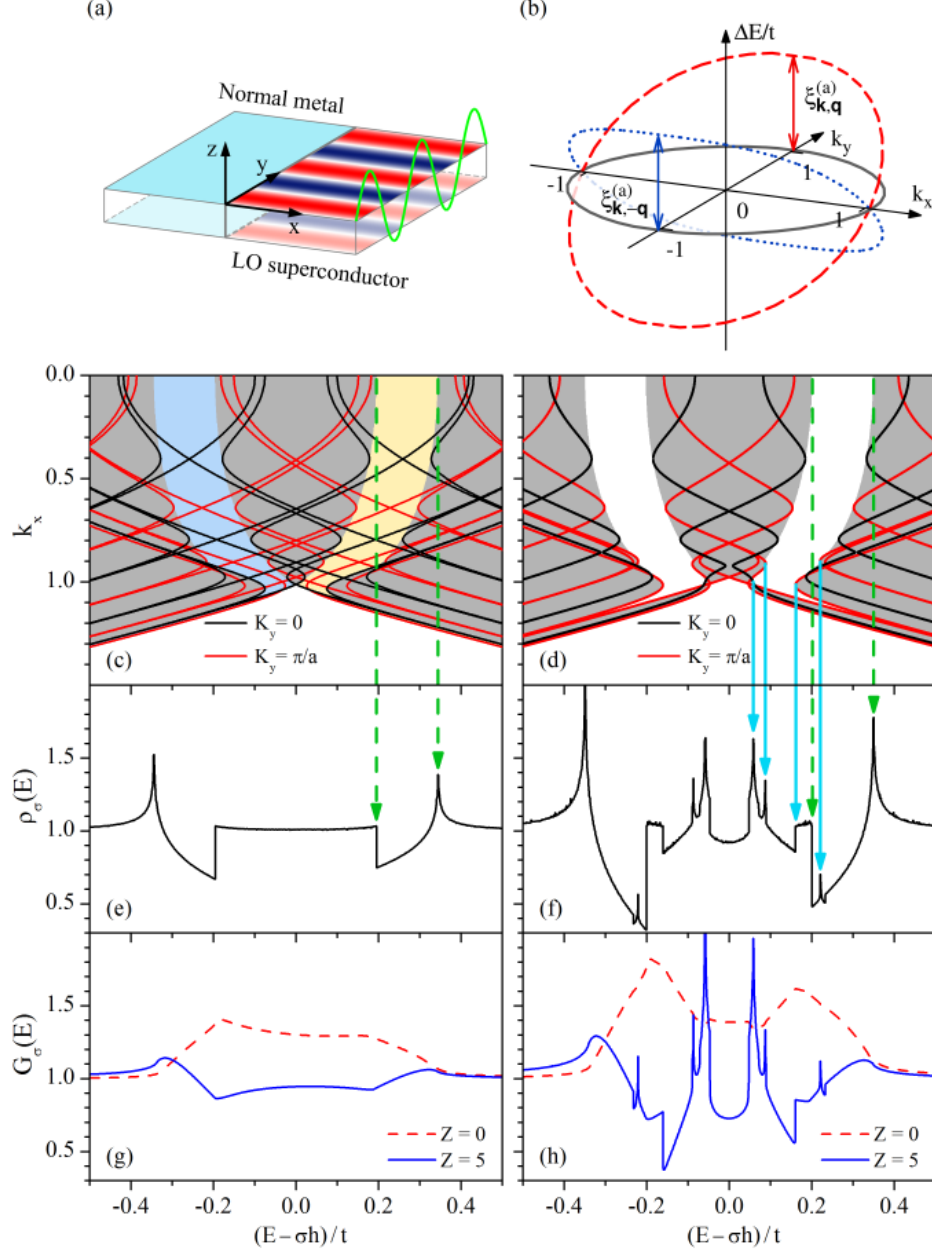 (a)
Normal metal
z
y
x
LO superconductor
(b)
ΔE/t
ξ(a)k,q
ky
ξ(a)k,-q
-1
1
0
-1
1
kx
0.0
0.5
1.0
kx
Ky = 0
Ky = π/a
(c)
Ky = 0
Ky = π/a
(d)
1.5
1.0
0.5
ρσ(E)
(e)
(f)
1.5
1.0
0.5
Gσ(E)
Z = 0
Z = 5
(g)
Z = 0
Z = 5
(h)
-0.4 -0.2 0.0 0.2 0.4
-0.4 -0.2 0.0 0.2 0.4
(E − σh) / t
(E − σh) / t